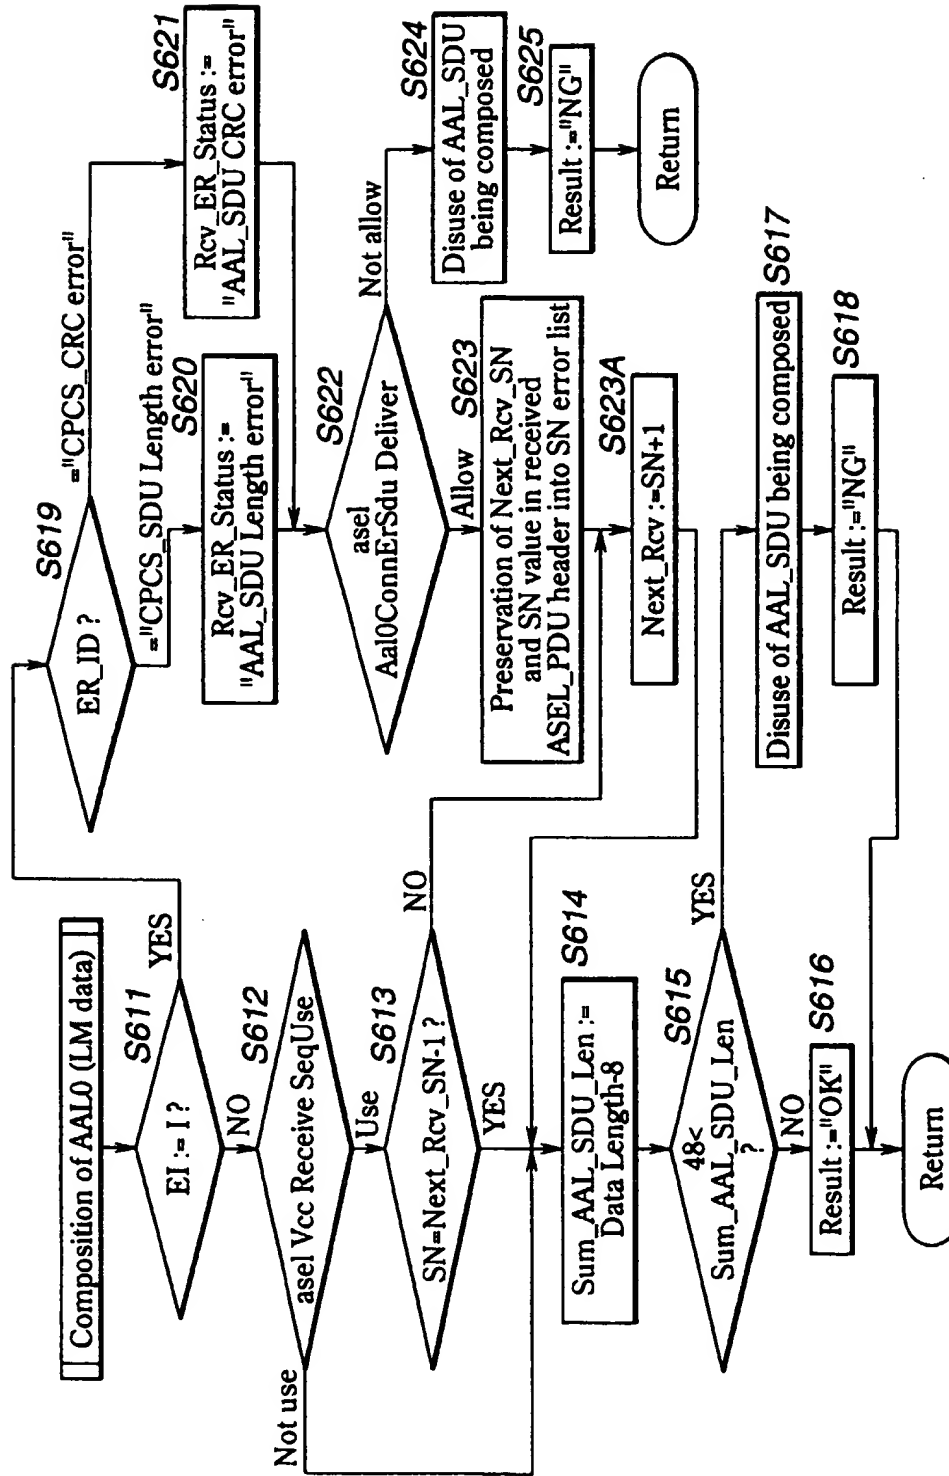 Composition of AAL0 (LM data)
S611
EI := I ?
YES
NO
S612
asel Vcc Receive SeqUse
Not use
Use
S613
SN=Next_Rcv_SN-1 ?
NO
YES
S614
Sum_AAL_SDU_Len :=
Data Length-8
S615
48<
Sum_AAL_SDU_Len
?
YES
NO
S616
Result :="OK"
Return
S619
ER_ID ?
="CPCS_CRC error"
="CPCS_SDU Length error"
S620
Rcv_ER_Status :=
"AAL_SDU Length error"
S621
Rcv_ER_Status :=
"AAL_SDU CRC error"
S622
asel
Aal0ConnErSdu Deliver
Not allow
Allow
S623
Preservation of Next_Rcv_SN
and SN value in received
ASEL_PDU header into SN error list
S623A
Next_Rcv :=SN+1
S624
Disuse of AAL_SDU
being composed
S625
Result :="NG"
Return
S617
Disuse of AAL_SDU being composed
S618
Result :="NG"